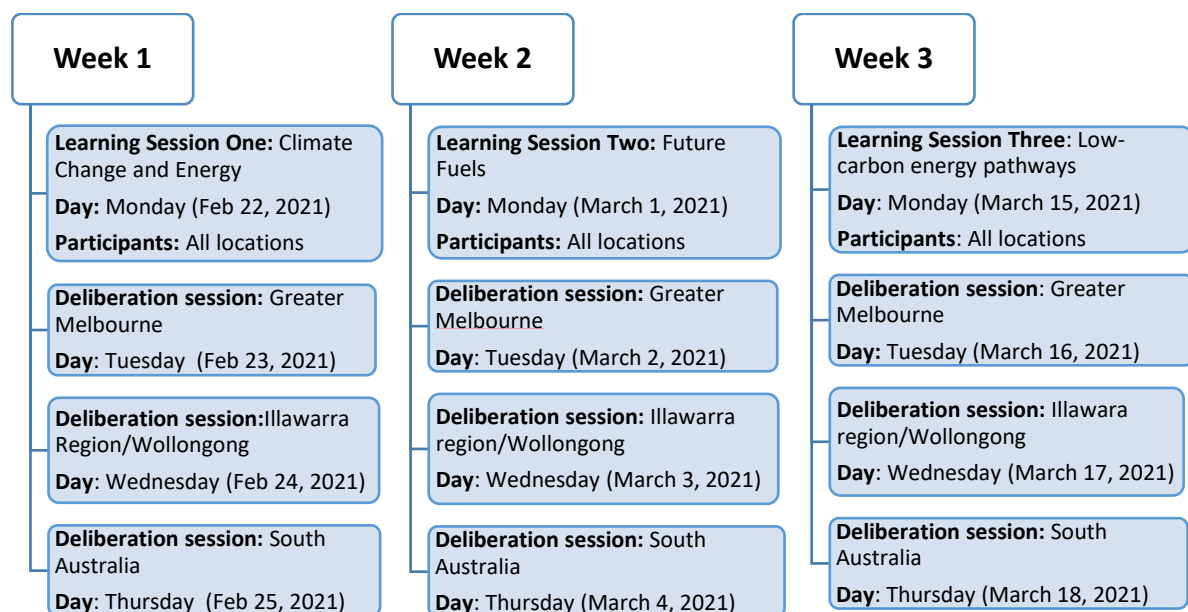 Week 1
Learning Session One: Climate
Change and Energy
Day: Monday (Feb 22, 2021)
Participants: All locations
Deliberation session: Greater
Melbourne
Day: Tuesday  (Feb 23, 2021)
Deliberation session:Illawarra
Region/Wollongong
Day: Wednesday (Feb 24, 2021)
Deliberation session: South
Australia
Day: Thursday  (Feb 25, 2021)
Week 2
Learning Session Two: Future
Fuels
Day: Monday (March 1, 2021)
Participants: All locations
Deliberation session: Greater
Melbourne
Day: Tuesday (March 2, 2021)
Deliberation session: Illawarra
region/Wollongong
Day: Wednesday (March 3, 2021)
Deliberation session: South
Australia
Day: Thursday (March 4, 2021)
Week 3
Learning Session Three: Low-
carbon energy pathways
Day: Monday (March 15, 2021)
Participants: All locations
Deliberation session: Greater
Melbourne
Day: Tuesday (March 16, 2021)
Deliberation session: Illawara
region/Wollongong
Day: Wednesday (March 17, 2021)
Deliberation session: South
Australia
Day: Thursday (March 18, 2021)